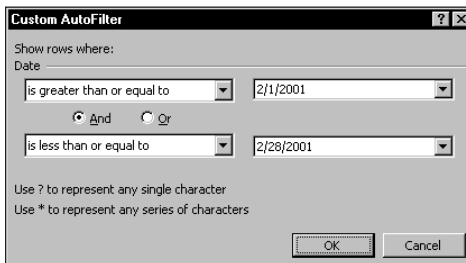 Custom AutoFilter ? X
Show rows where:
Date
is greater than or equal to 2/1/2001
And Or
is less than or equal to 2/28/2001
Use ? to represent any single character
Use * to represent any series of characters
OK Cancel